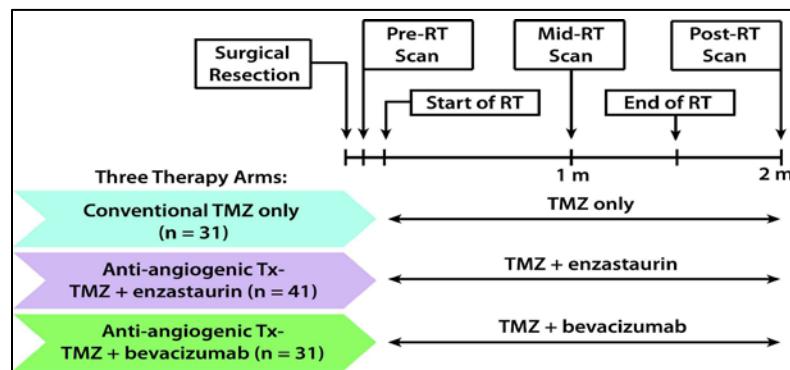 Surgical
Resection
Pre-RT
Scan
Mid-RT
Scan
Post-RT
Scan
Start of RT
End of RT
1 m
2 m
Three Therapy Arms:
Conventional TMZ only
(n = 31)
TMZ only
Anti-angiogenic Tx-
TMZ + enzastaurin (n = 41)
TMZ + enzastaurin
Anti-angiogenic Tx-
TMZ + bevacizumab (n = 31)
TMZ + bevacizumab